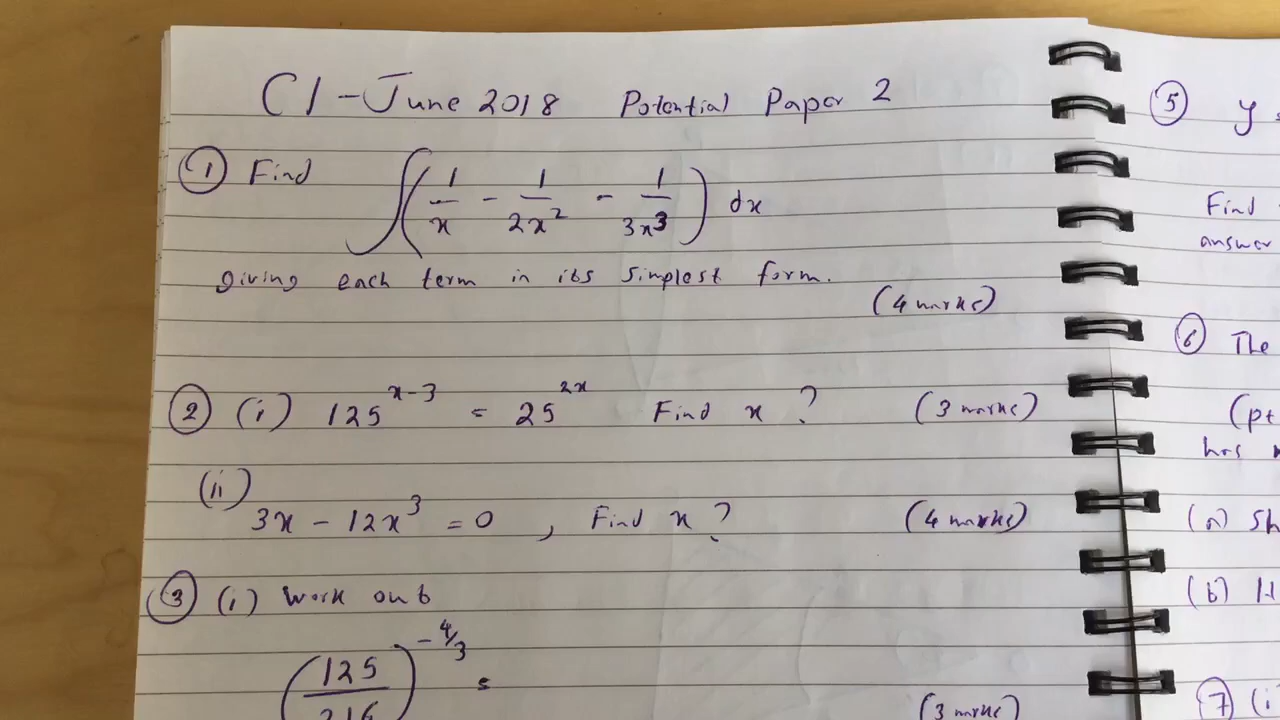 C1 - June 2018 Potential Paper 2
① Find ∫(1/x - 1/2x² - 1/3x³) dx
giving each term in its simplest form.
(4 marks)
② (i) 125^(x-3) = 25^(2x) Find x ? (3 marks)
(ii)
3x - 12x³ = 0 , Find x ? (4 marks)
③ (i) Work out
(125/216)^(-4/3) =
(3 marks)
⑤ y
Find
answer
⑥ The
(pt
has
(a) Sh
(b)
⑦ (i